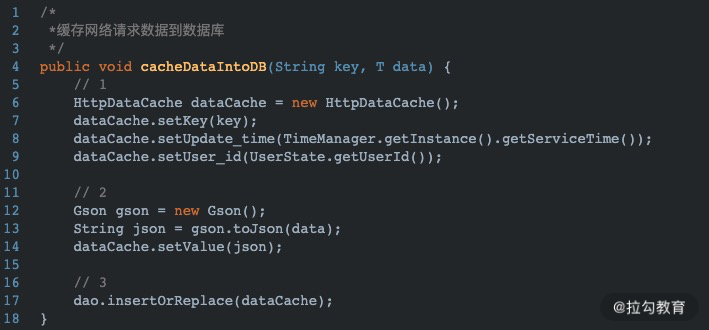 1 /*
2 *缓存网络请求数据到数据库
3 */
4 public void cacheDataIntoDB(String key, T data) {
5 // 1
6 HttpDataCache dataCache = new HttpDataCache();
7 dataCache.setKey(key);
8 dataCache.setUpdate_time(TimeManager.getInstance().getServiceTime());
9 dataCache.setUser_id(UserState.getUserId());
10
11 // 2
12 Gson gson = new Gson();
13 String json = gson.toJson(data);
14 dataCache.setValue(json);
15
16 // 3
17 dao.insertOrReplace(dataCache);
18 }
@拉勾教育